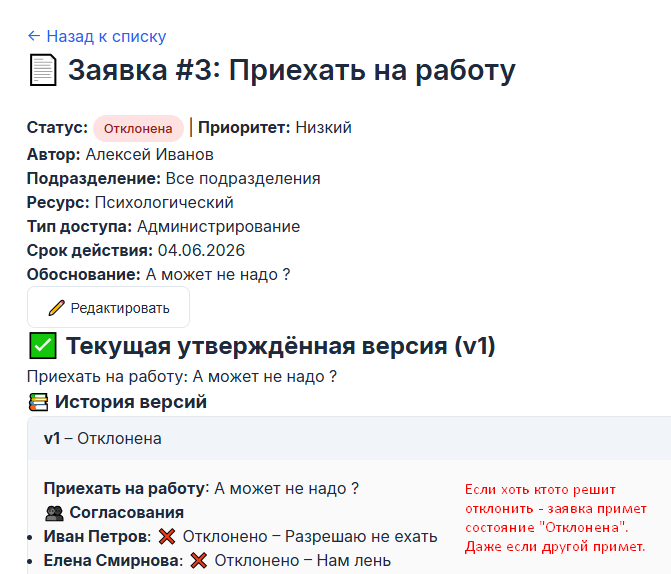 ← Назад к списку
Заявка #3: Приехать на работу
Статус: Отклонена | Приоритет: Низкий
Автор: Алексей Иванов
Подразделение: Все подразделения
Ресурс: Психологический
Тип доступа: Администрирование
Срок действия: 04.06.2026
Обоснование: А может не надо ?
Редактировать
Текущая утверждённая версия (v1)
Приехать на работу: А может не надо ?
История версий
v1 – Отклонена
Приехать на работу: А может не надо ?
Согласования
Иван Петров: ❌ Отклонено – Разрешаю не ехать
Елена Смирнова: ❌ Отклонено – Нам лень
Если хоть ктото решит
отклонить - заявка примет
состояние "Отклонена".
Даже если другой примет.